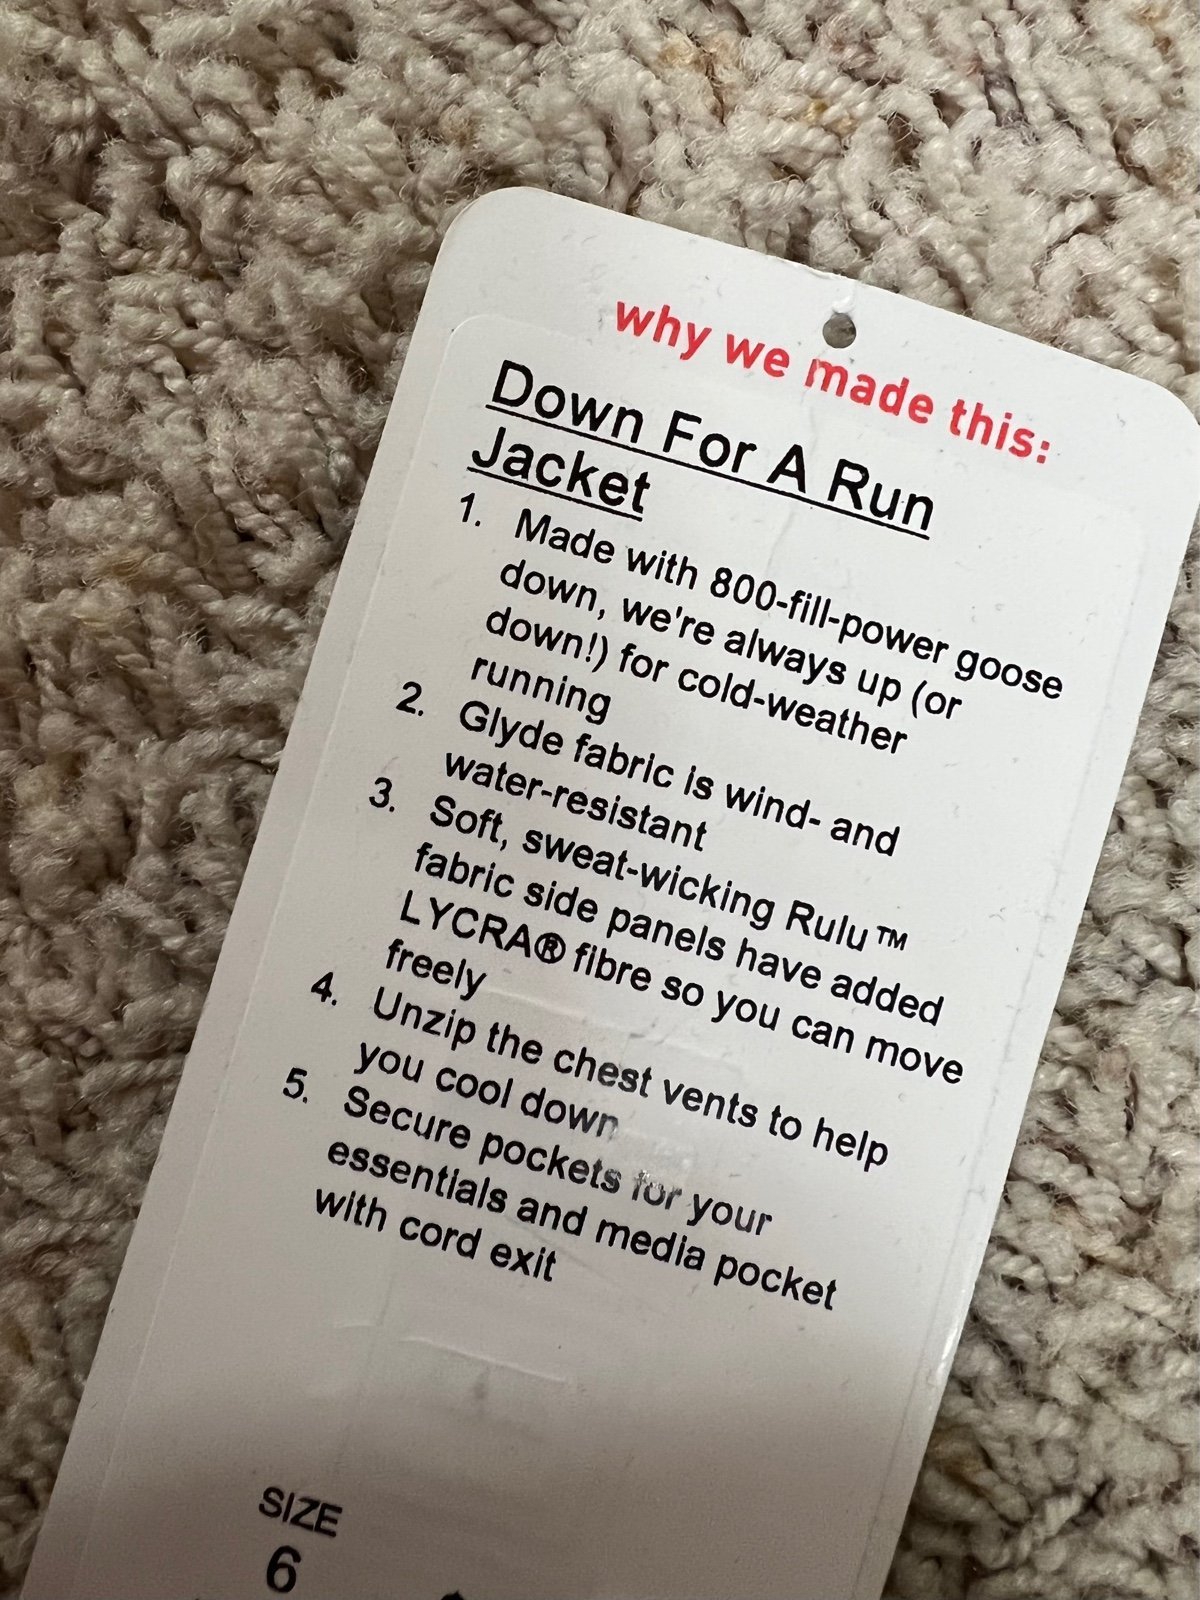 why we made this:
Down For A Run
Jacket
1. Made with 800-fill-power goose
down, we're always up (or
down!) for cold-weather
running
2. Glyde fabric is wind- and
water-resistant
3. Soft, sweat-wicking Rulu™
fabric side panels have added
LYCRA® fibre so you can move
freely
4. Unzip the chest vents to help
you cool down
5. Secure pockets for your
essentials and media pocket
with cord exit
SIZE
6